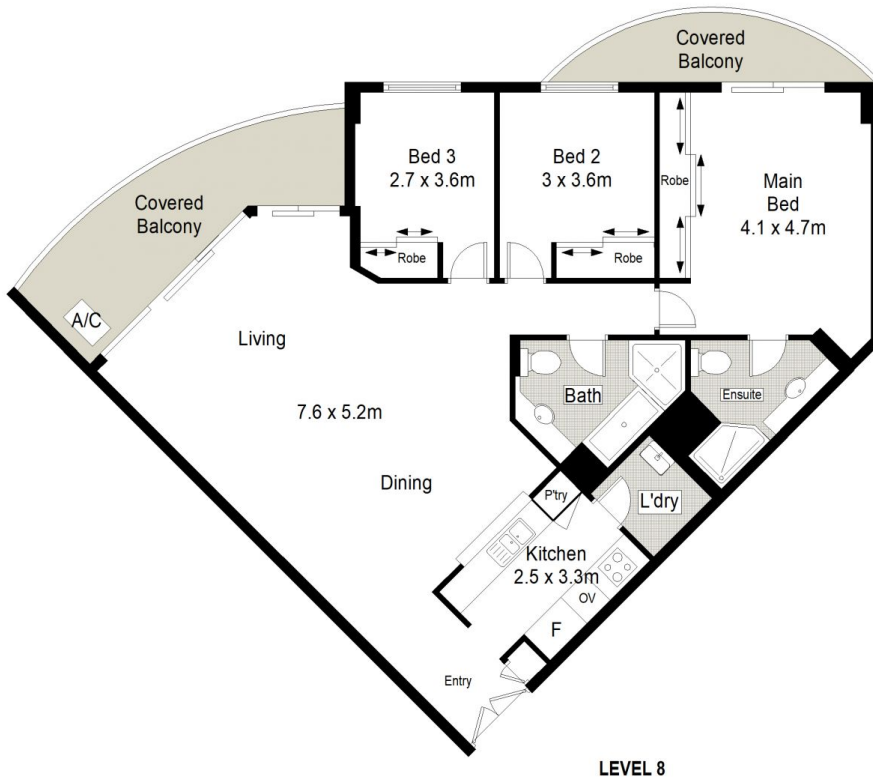 Covered
Balcony
Bed 3
2.7 x 3.6m
Bed 2
3 x 3.6m
Robe
Main
Bed
4.1 x 4.7m
Covered
Balcony
Robe
Robe
A/C
Living
Bath
Ensuite
7.6 x 5.2m
Dining
P'try
L'dry
Kitchen
2.5 x 3.3m
OV
F
Entry
LEVEL 8